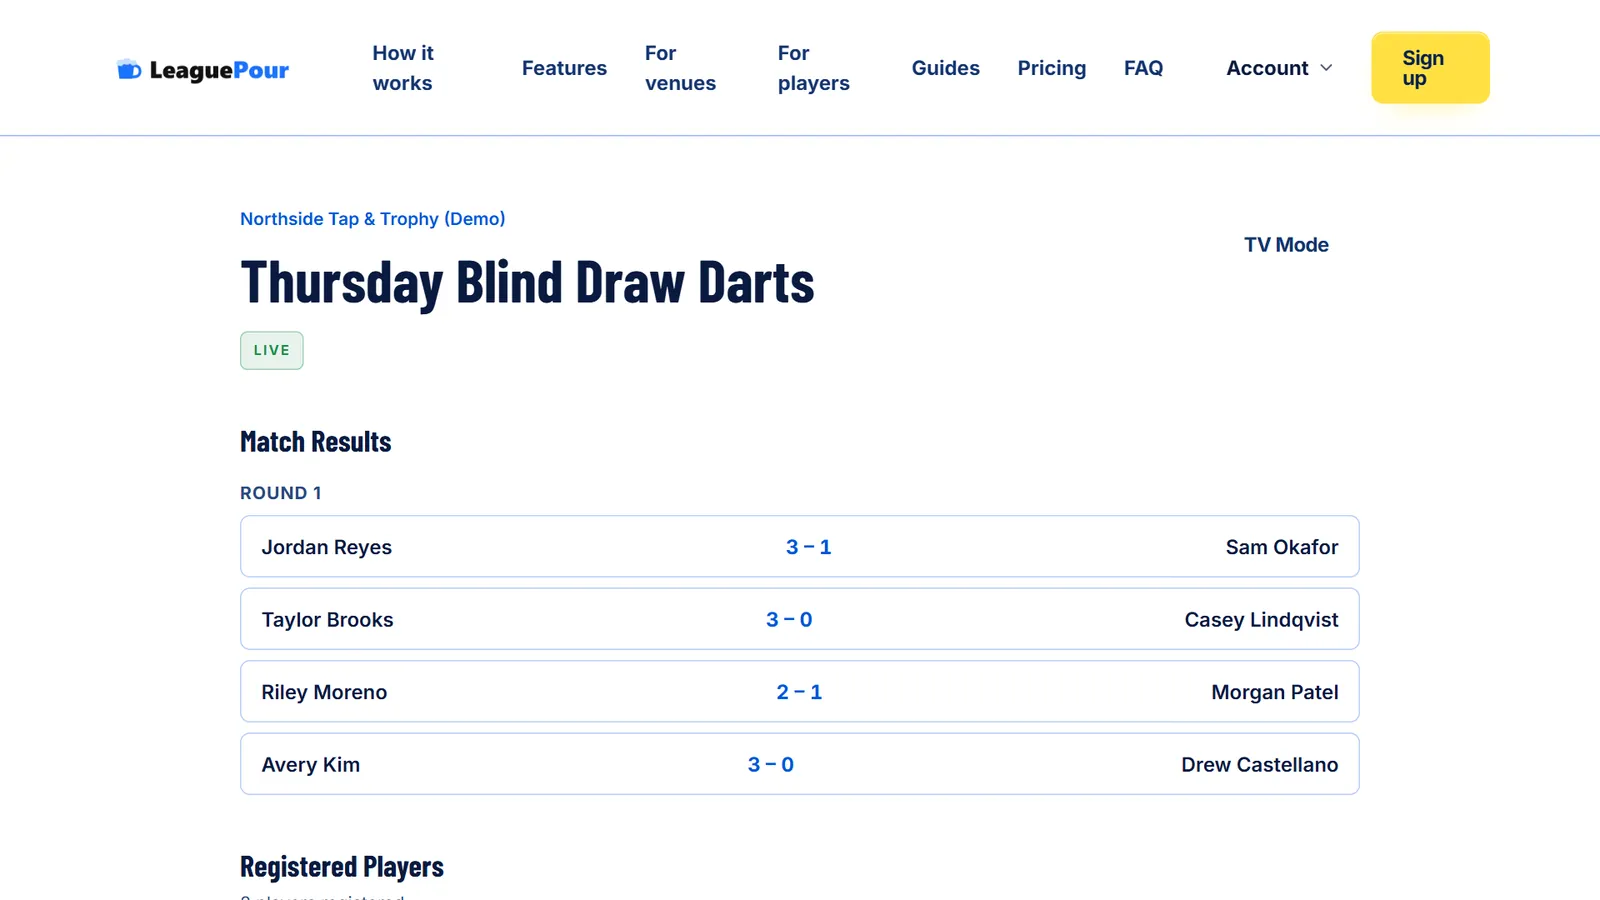 LeaguePour
How it works
Features
For venues
For players
Guides
Pricing
FAQ
Account
Sign up
Northside Tap & Trophy (Demo)
TV Mode
Thursday Blind Draw Darts
LIVE
Match Results
ROUND 1
Jordan Reyes 3 – 1 Sam Okafor
Taylor Brooks 3 – 0 Casey Lindqvist
Riley Moreno 2 – 1 Morgan Patel
Avery Kim 3 – 0 Drew Castellano
Registered Players
players registered